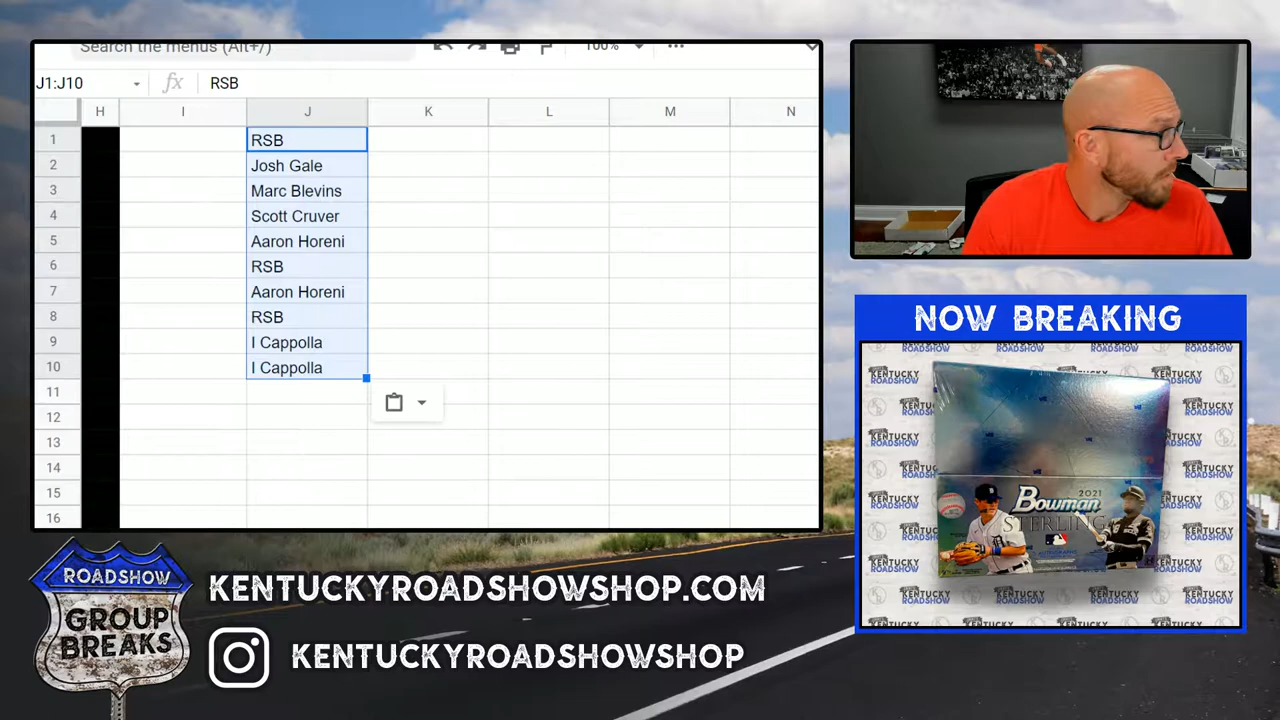 Search the menus (Alt+/)
100%
J1:J10
fx
RSB
H I J K L M N
1 RSB
2 Josh Gale
3 Marc Blevins
4 Scott Cruver
5 Aaron Horeni
6 RSB
7 Aaron Horeni
8 RSB
9 I Cappolla
10 I Cappolla
11
12
13
14
15
16
NOW BREAKING
KENTUCKY
ROADSHOW
2021
Bowman
STERLING
ROADSHOW
GROUP
BREAKS
KENTUCKYROADSHOWSHOP.COM
KENTUCKYROADSHOWSHOP